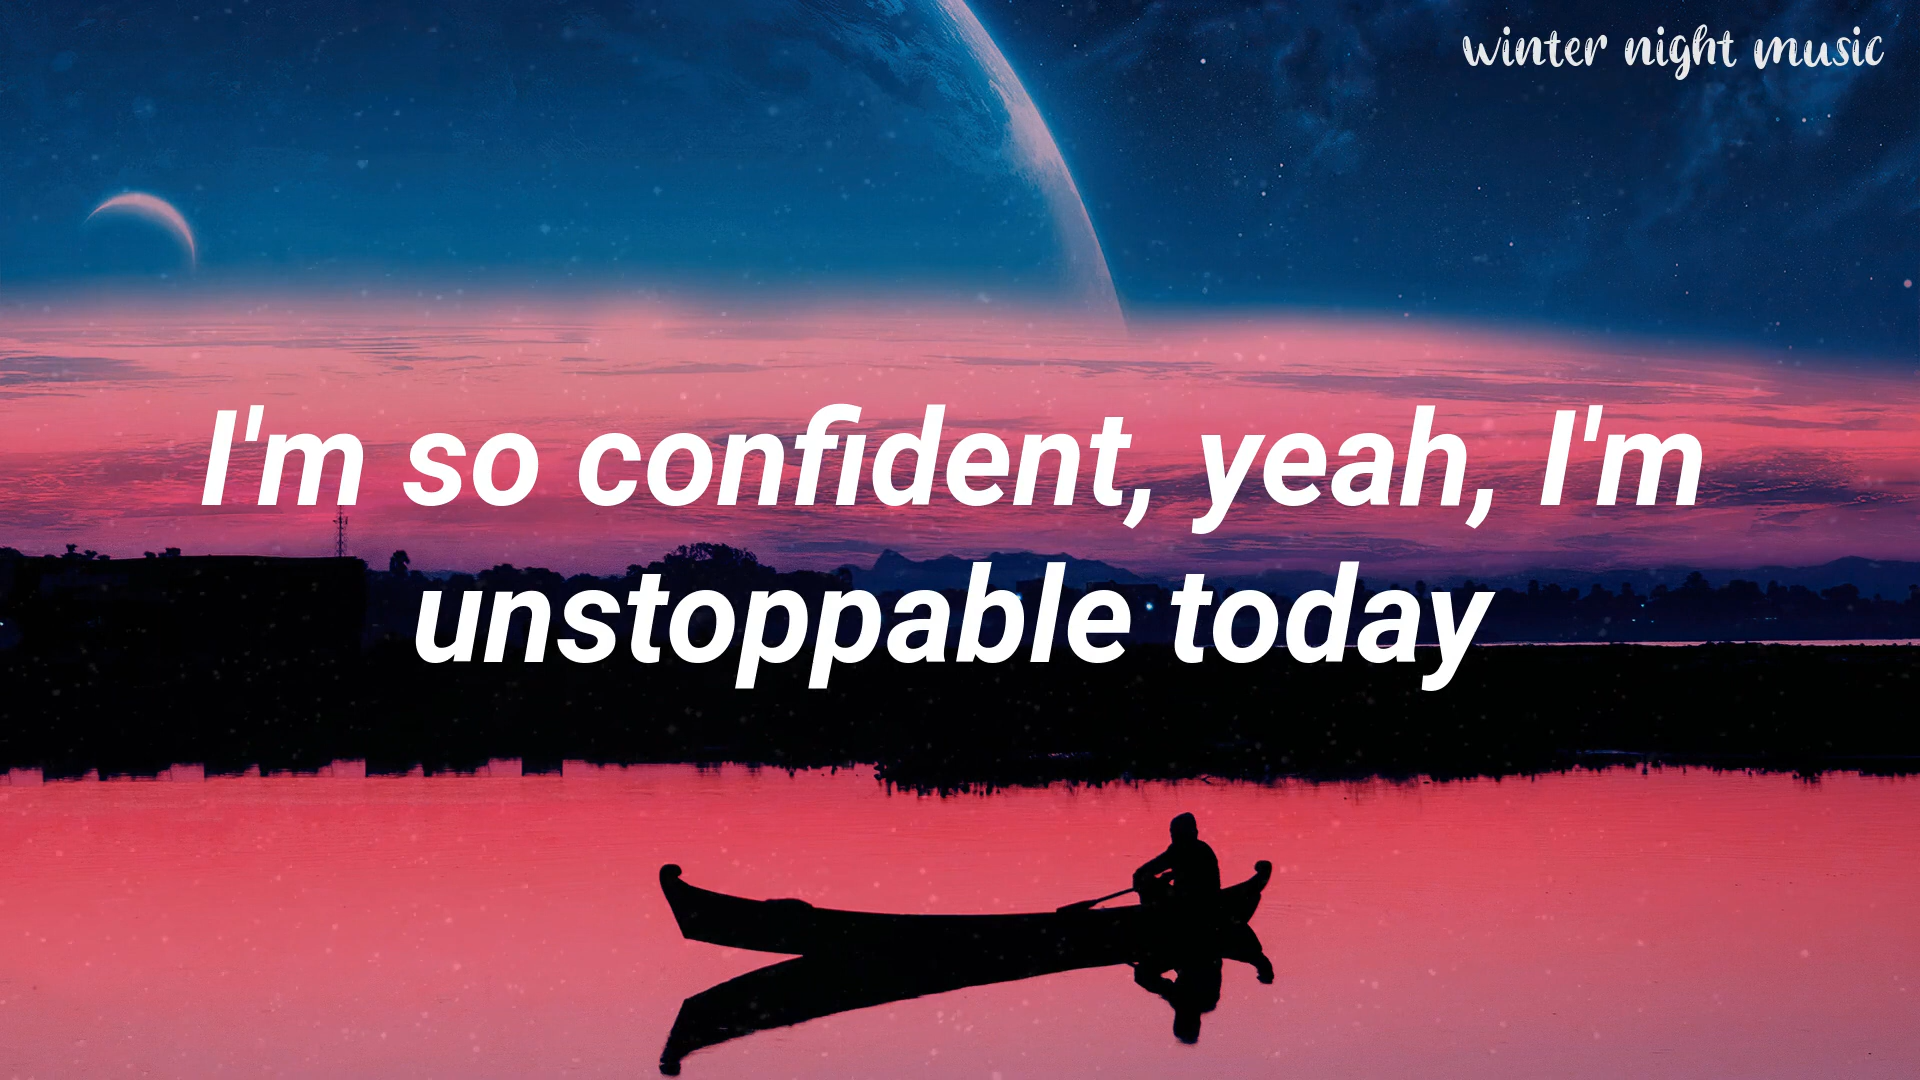 winter night music
I'm so confident, yeah, I'm
unstoppable today